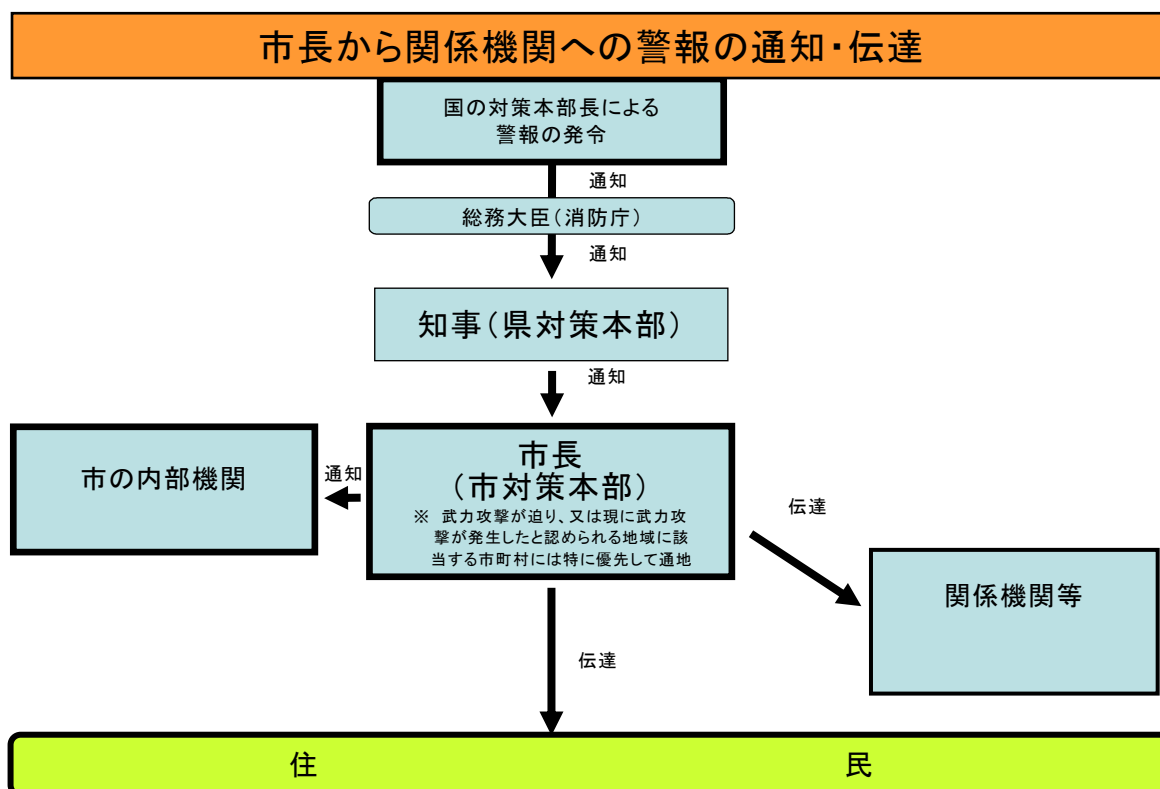 市長から関係機関への警報の通知・伝達
国の対策本部長による
警報の発令
通知
総務大臣(消防庁)
通知
知事(県対策本部)
通知
市の内部機関
通知
市長
(市対策本部)
※ 武力攻撃が迫り、又は現に武力攻
撃が発生したと認められる地域に該
当する市町村には特に優先して通地
伝達
関係機関等
伝達
住 民